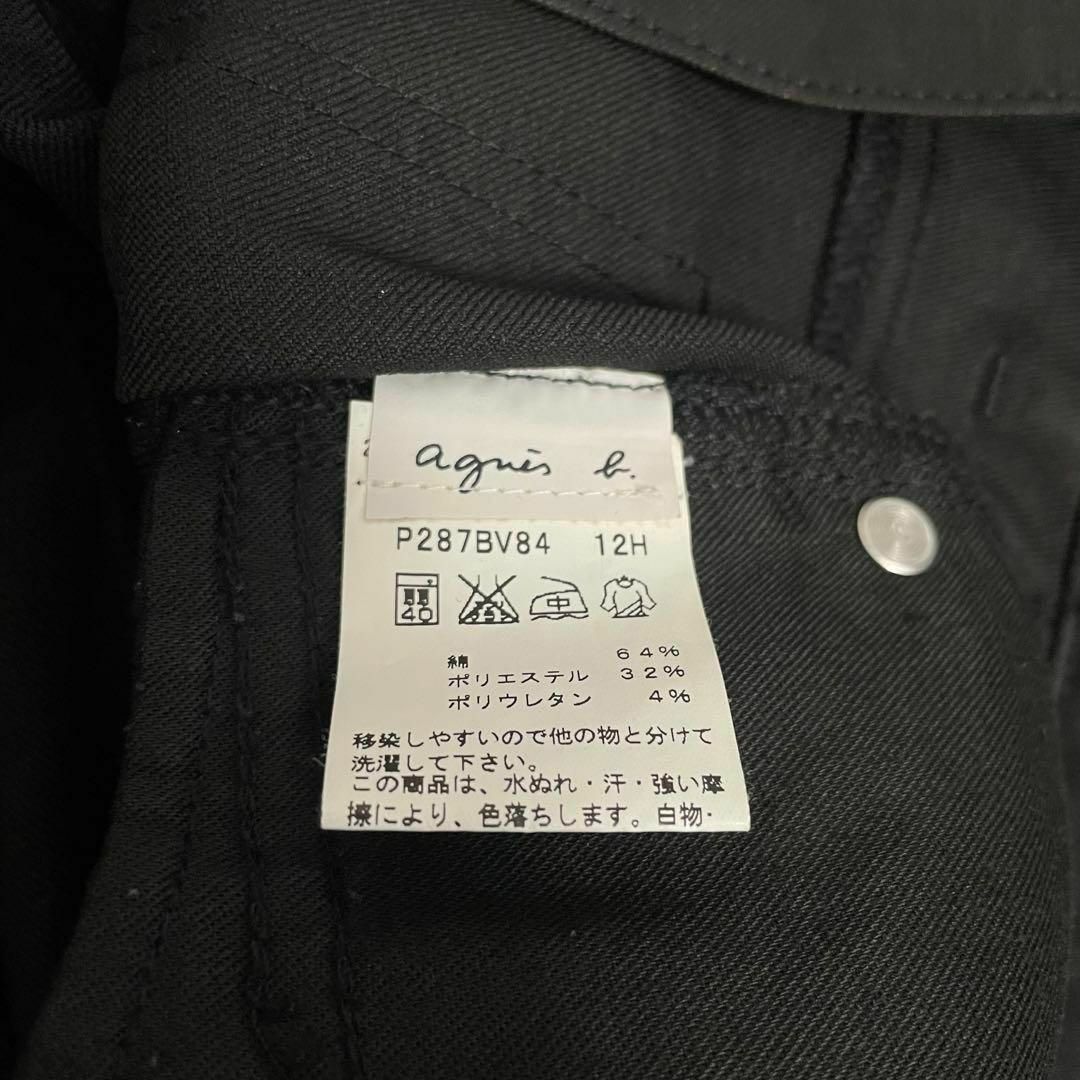 agnès b.
P287BV84 12H
40
綿 64%
ポリエステル 32%
ポリウレタン 4%
移染しやすいので他の物と分けて
洗濯して下さい。
この商品は、水ぬれ・汗・強い摩
擦により、色落ちします。白物・